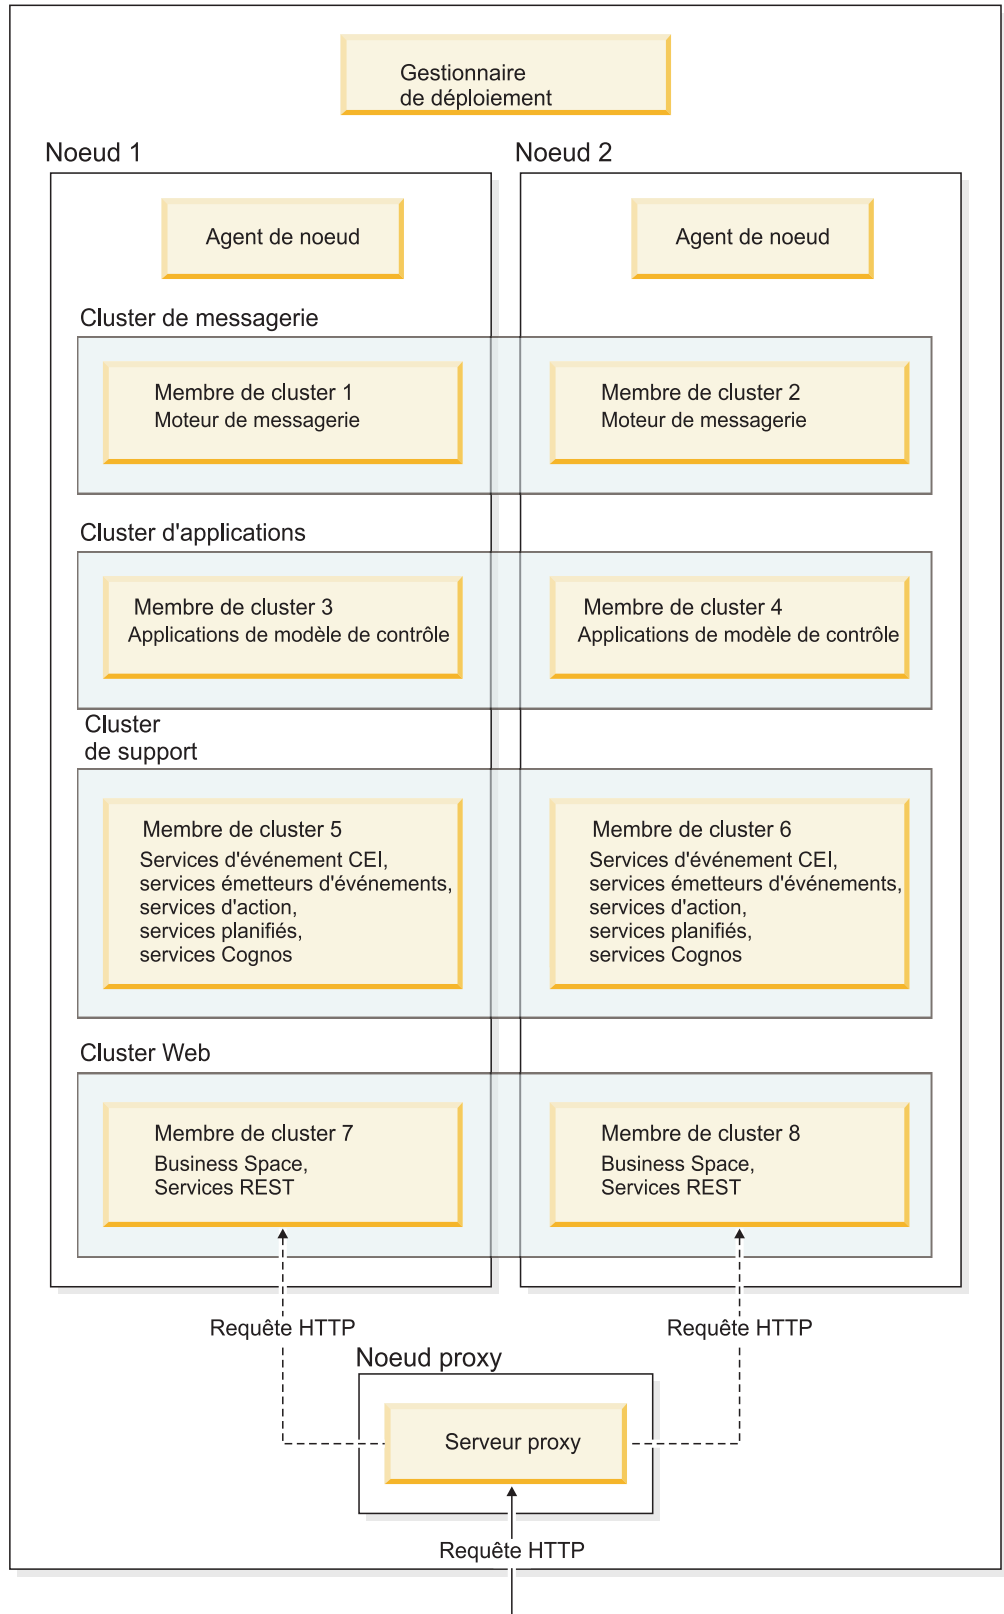 Gestionnaire
de déploiement
Noeud 1
Noeud 2
Agent de noeud
Agent de noeud
Cluster de messagerie
Membre de cluster 1
Moteur de messagerie
Membre de cluster 2
Moteur de messagerie
Cluster d'applications
Membre de cluster 3
Applications de modèle de contrôle
Membre de cluster 4
Applications de modèle de contrôle
Cluster
de support
Membre de cluster 5
Services d'événement CEI,
services émetteurs d'événements,
services d'action,
services planifiés,
services Cognos
Membre de cluster 6
Services d'événement CEI,
services émetteurs d'événements,
services d'action,
services planifiés,
services Cognos
Cluster Web
Membre de cluster 7
Business Space,
Services REST
Membre de cluster 8
Business Space,
Services REST
Requête HTTP
Requête HTTP
Noeud proxy
Serveur proxy
Requête HTTP